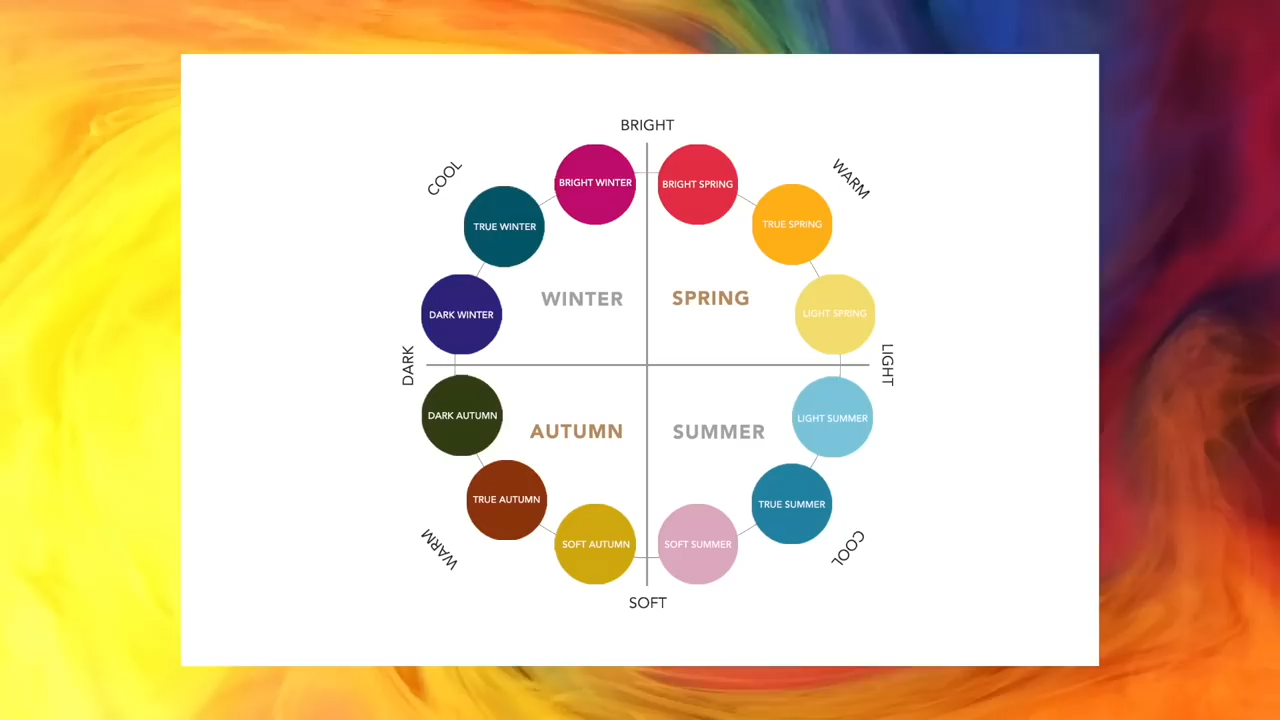 BRIGHT
COOL
WARM
BRIGHT WINTER
BRIGHT SPRING
TRUE WINTER
TRUE SPRING
WINTER
SPRING
DARK WINTER
LIGHT SPRING
DARK
LIGHT
DARK AUTUMN
LIGHT SUMMER
AUTUMN
SUMMER
TRUE AUTUMN
TRUE SUMMER
SOFT AUTUMN
SOFT SUMMER
WARM
COOL
SOFT